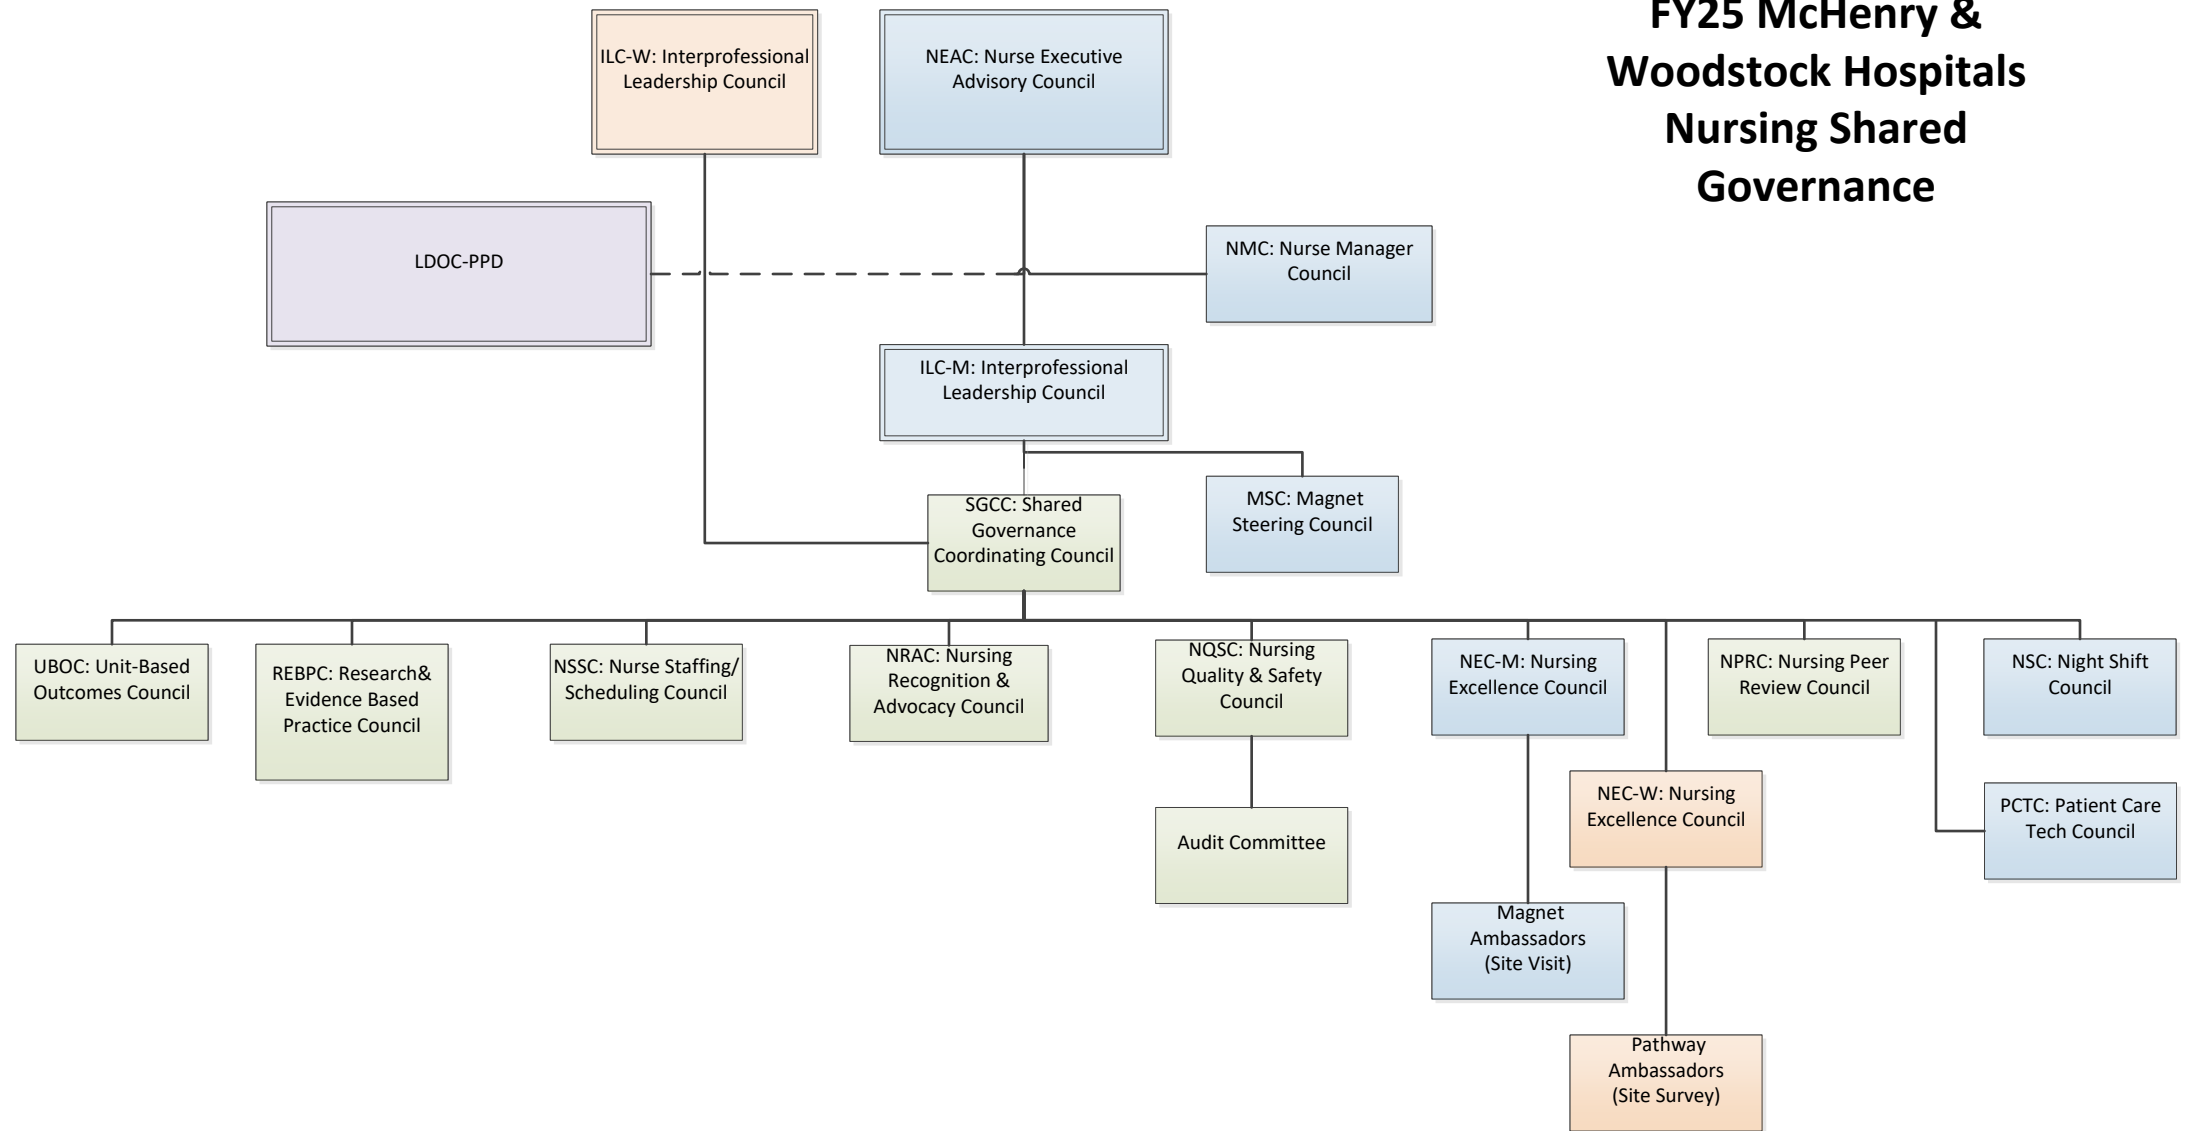 FY25 McHenry &
Woodstock Hospitals
Nursing Shared
Governance
ILC-W: Interprofessional
Leadership Council
NEAC: Nurse Executive
Advisory Council
LDOC-PPD
NMC: Nurse Manager
Council
ILC-M: Interprofessional
Leadership Council
SGCC: Shared
Governance
Coordinating Council
MSC: Magnet
Steering Council
UBOC: Unit-Based
Outcomes Council
REBPC: Research&
Evidence Based
Practice Council
NSSC: Nurse Staffing/
Scheduling Council
NRAC: Nursing
Recognition &
Advocacy Council
NQSC: Nursing
Quality & Safety
Council
NEC-M: Nursing
Excellence Council
NPRC: Nursing Peer
Review Council
NSC: Night Shift
Council
NEC-W: Nursing
Excellence Council
PCTC: Patient Care
Tech Council
Audit Committee
Magnet
Ambassadors
(Site Visit)
Pathway
Ambassadors
(Site Survey)